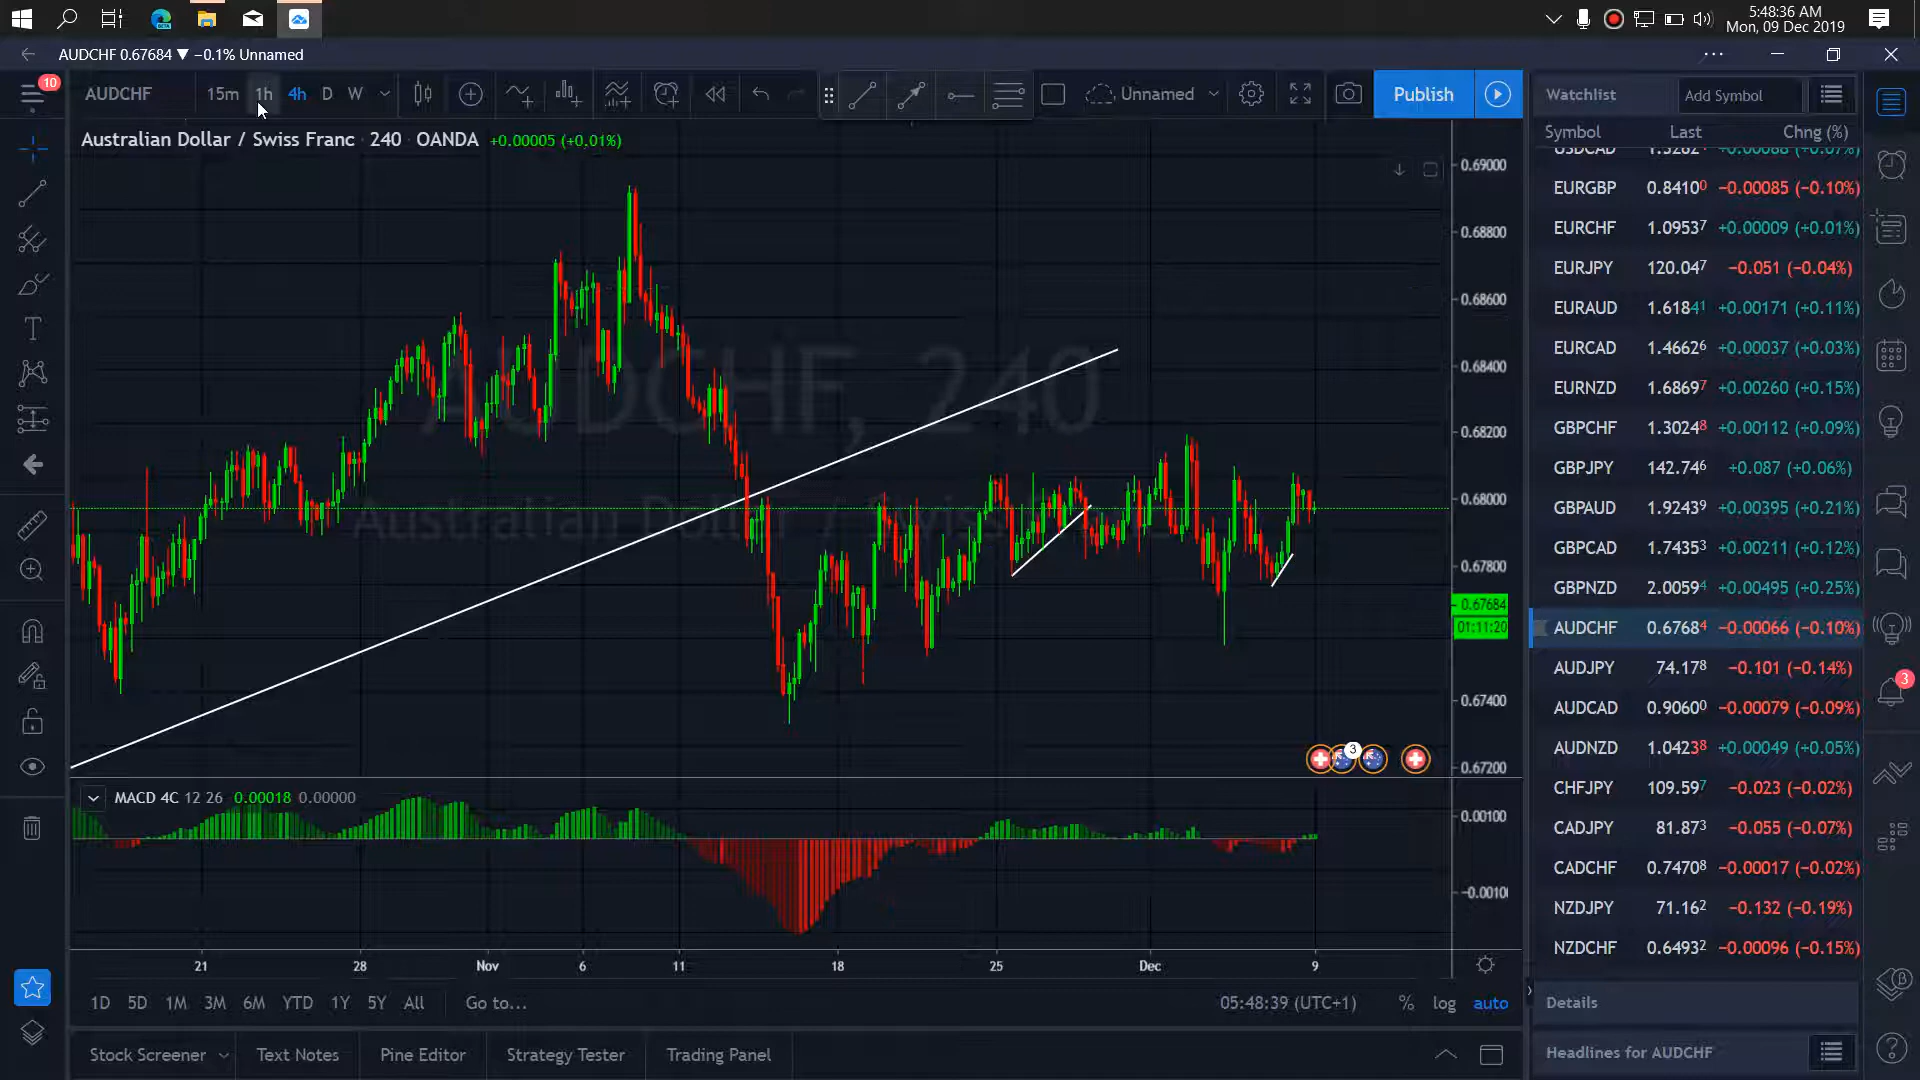 5:48:36 AM
Mon, 09 Dec 2019
AUDCHF 0.67684 ▼ −0.1% Unnamed
10
AUDCHF 15m 1h 4h D W Unnamed Publish
Watchlist Add Symbol
Australian Dollar / Swiss Franc · 240 · OANDA +0.00005 (+0.01%)
Symbol Last Chng (%)
USDCAD
EURGBP 0.84100 −0.00085 (−0.10%)
EURCHF 1.09537 +0.00009 (+0.01%)
EURJPY 120.047 −0.051 (−0.04%)
EURAUD 1.61841 +0.00171 (+0.11%)
EURCAD 1.46626 +0.00037 (+0.03%)
EURNZD 1.68697 +0.00260 (+0.15%)
GBPCHF 1.30248 +0.00112 (+0.09%)
GBPJPY 142.746 +0.087 (+0.06%)
GBPAUD 1.92439 +0.00395 (+0.21%)
GBPCAD 1.74353 +0.00211 (+0.12%)
GBPNZD 2.00594 +0.00495 (+0.25%)
AUDCHF 0.67684 −0.00066 (−0.10%)
AUDJPY 74.178 −0.101 (−0.14%)
AUDCAD 0.90600 −0.00079 (−0.09%)
AUDNZD 1.04238 +0.00049 (+0.05%)
CHFJPY 109.597 −0.023 (−0.02%)
CADJPY 81.873 −0.055 (−0.07%)
CADCHF 0.74708 −0.00017 (−0.02%)
NZDJPY 71.162 −0.132 (−0.19%)
NZDCHF 0.64932 −0.00096 (−0.15%)
3
Details
Headlines for AUDCHF
AUDCHF, 240
Australian Dollar / Swiss
0.69000
0.68800
0.68600
0.68400
0.68200
0.68000
0.67800
0.67684
01:11:20
0.67400
0.67200
3
MACD 4C 12 26 0.00018 0.00000
0.00100
−0.0010
21 28 Nov 6 11 18 25 Dec 9
1D 5D 1M 3M 6M YTD 1Y 5Y All Go to... 05:48:39 (UTC+1) % log auto
Stock Screener Text Notes Pine Editor Strategy Tester Trading Panel